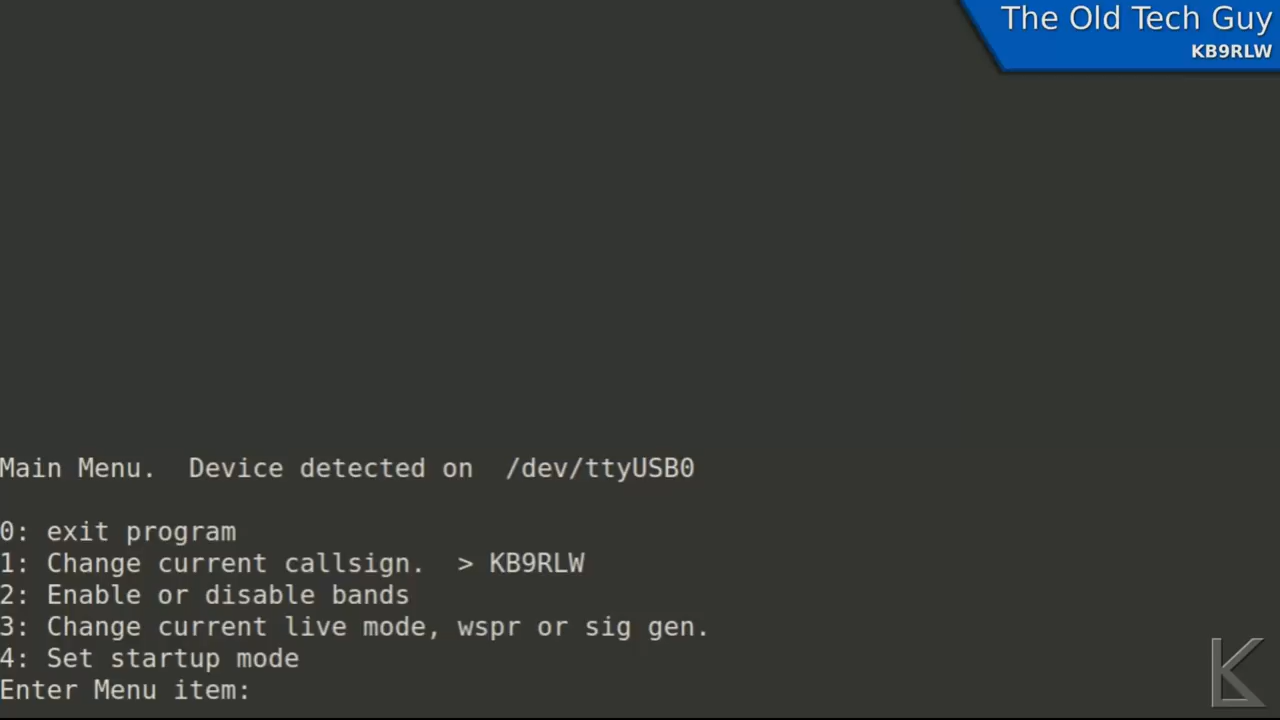 The Old Tech Guy
KB9RLW
Main Menu.  Device detected on  /dev/ttyUSB0
0: exit program
1: Change current callsign.  > KB9RLW
2: Enable or disable bands
3: Change current live mode, wspr or sig gen.
4: Set startup mode
Enter Menu item: